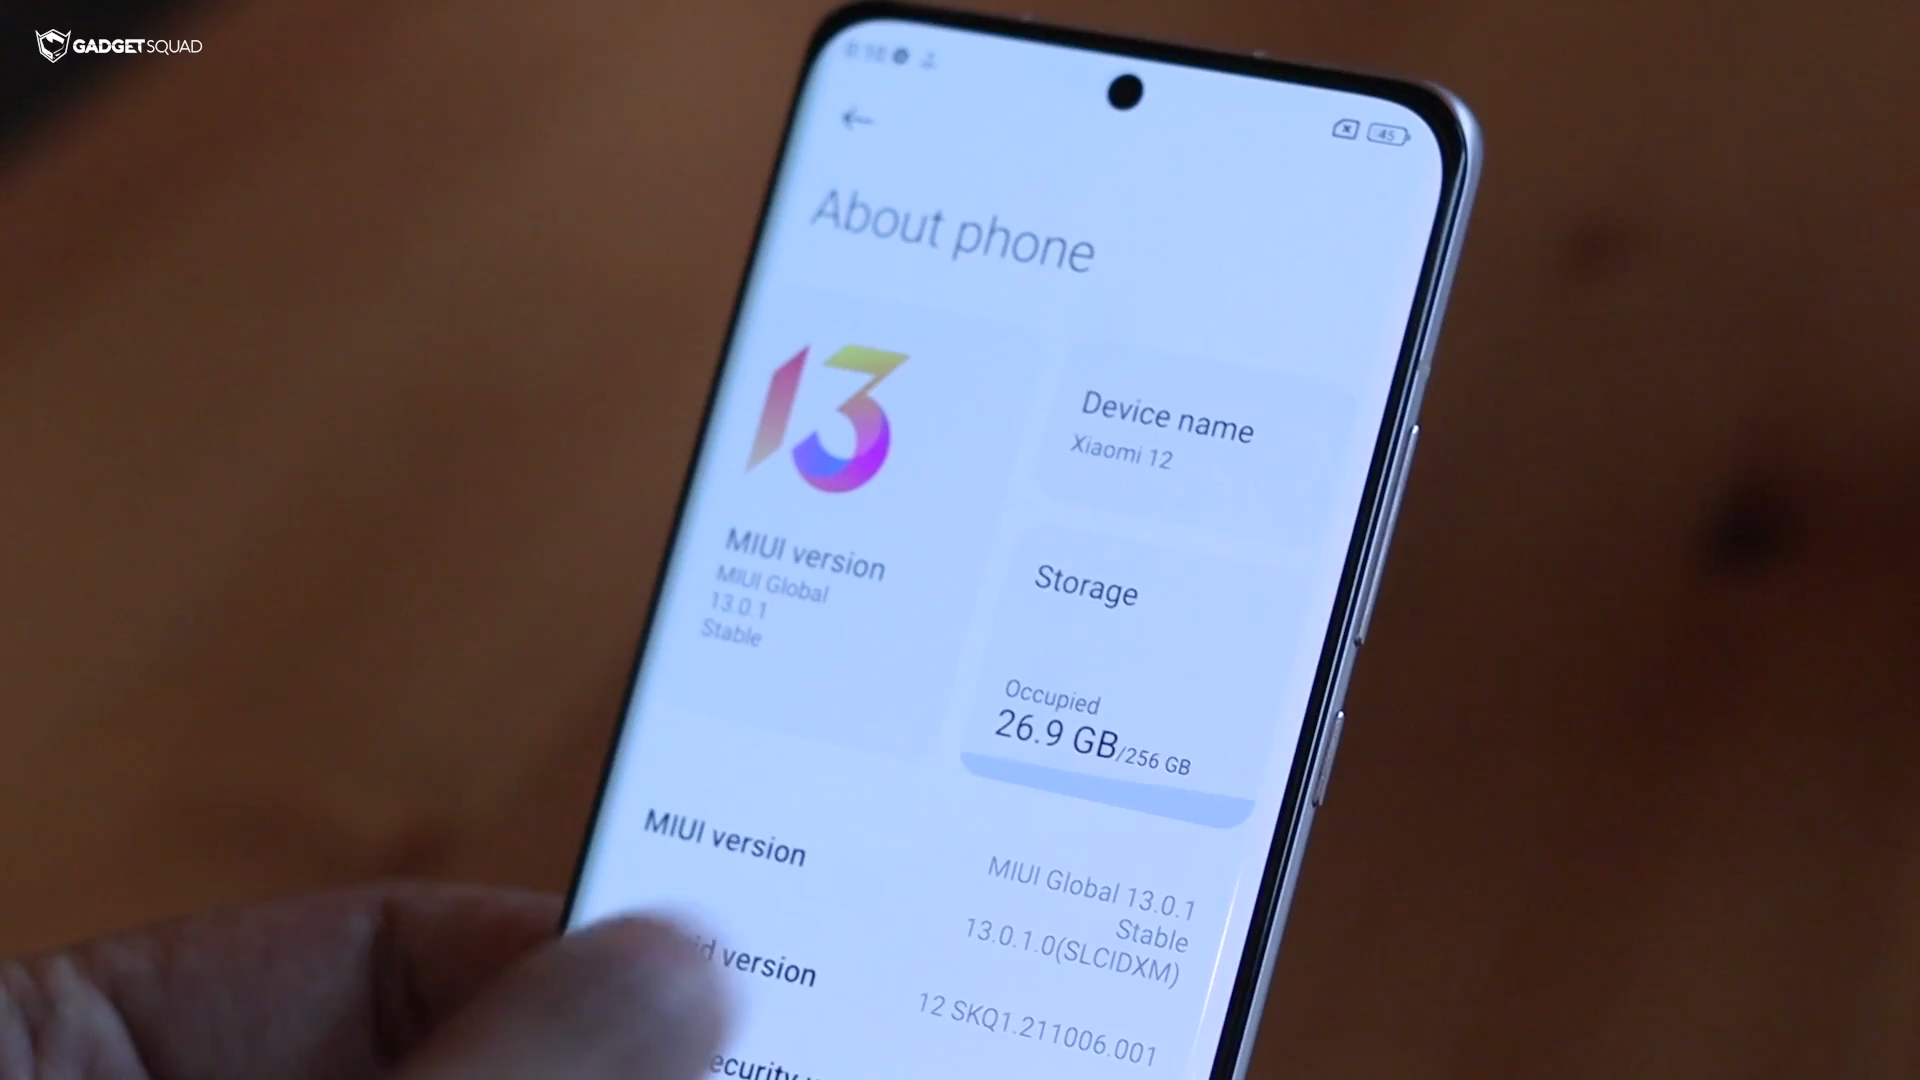 GADGETSQUAD
45
About phone
13
Device name
Xiaomi 12
MIUI version
MIUI Global
13.0.1
Stable
Storage
Occupied
26.9 GB/256 GB
MIUI version
MIUI Global 13.0.1
Stable
13.0.1.0(SLCIDXM)
version
12 SKQ1.211006.001